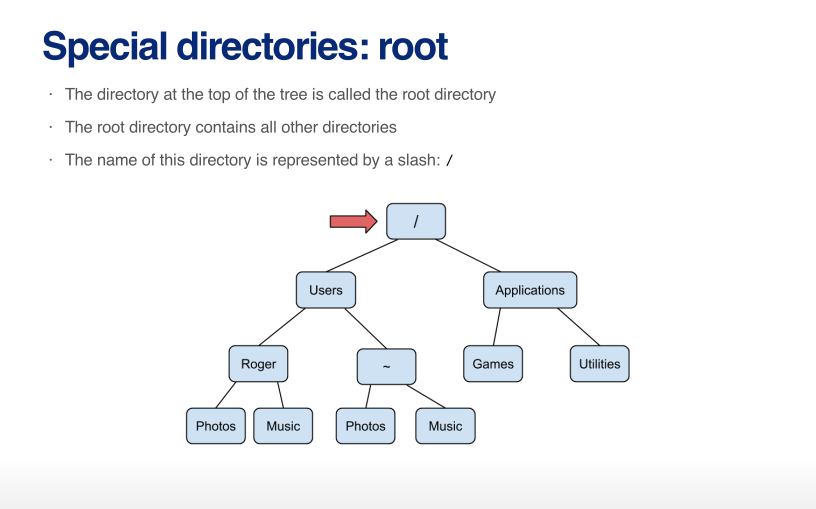 Special directories: root
· The directory at the top of the tree is called the root directory
· The root directory contains all other directories
· The name of this directory is represented by a slash: /
/
Users
Applications
Roger
~
Games
Utilities
Photos
Music
Photos
Music